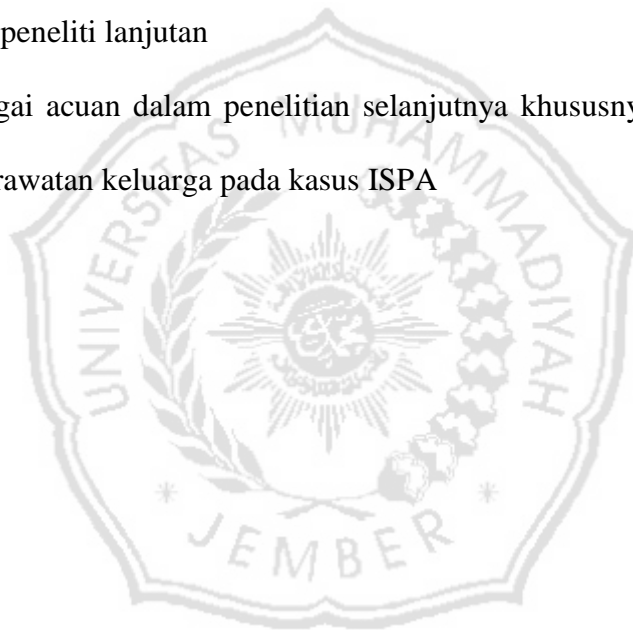 peneliti lanjutan
gai acuan dalam penelitian selanjutnya khususny
rawatan keluarga pada kasus ISPA
UNIVERSITAS MUHAMMADIYAH
JEMBER